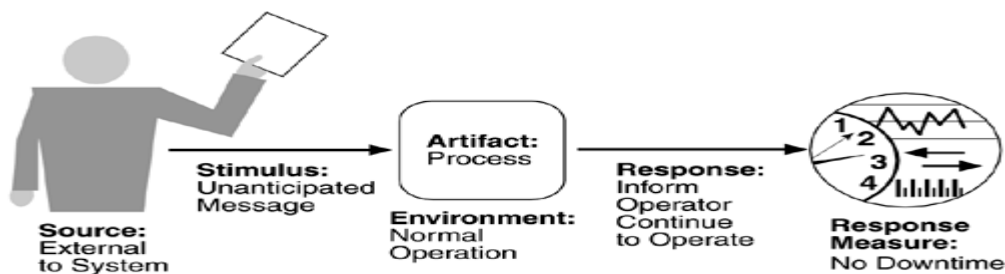 Source:
External
to System
Stimulus:
Unanticipated
Message
Artifact:
Process
Environment:
Normal
Operation
Response:
Inform
Operator
Continue
to Operate
1
2
3
4
Response
Measure:
No Downtime